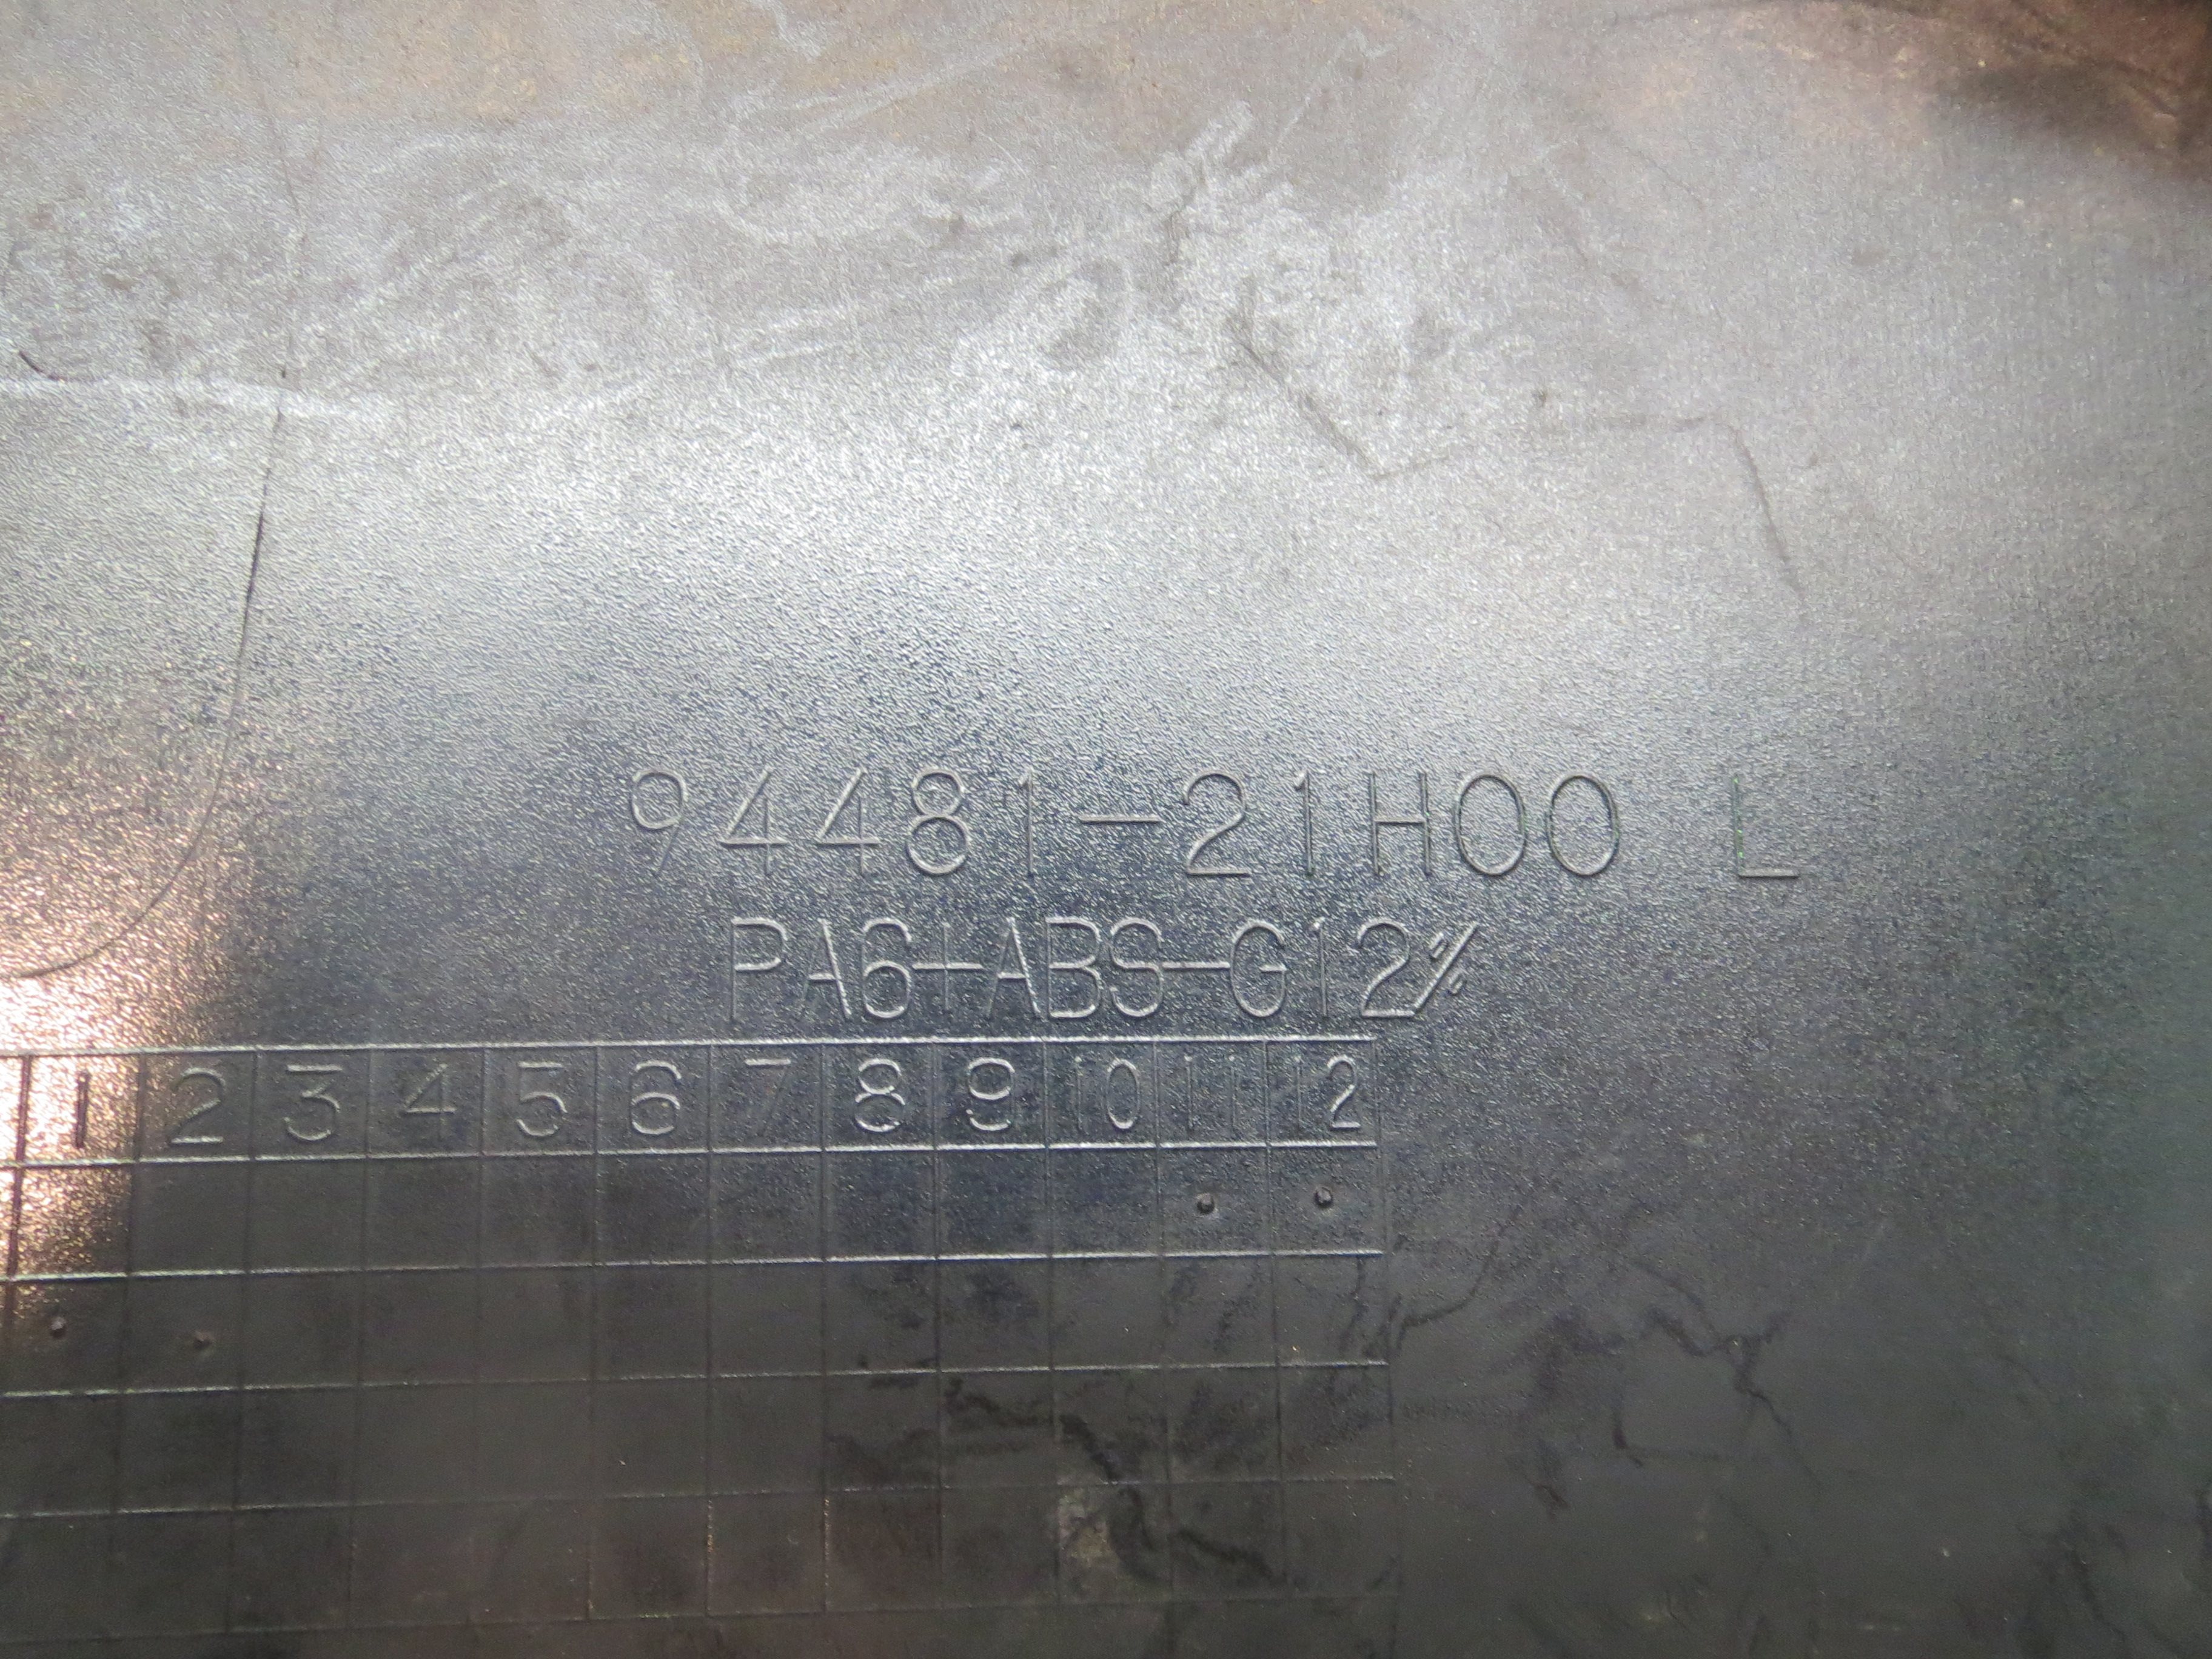 94481-21H00 L
PA6+ABS-G12%
1 2 3 4 5 6 7 8 9 10 11 12